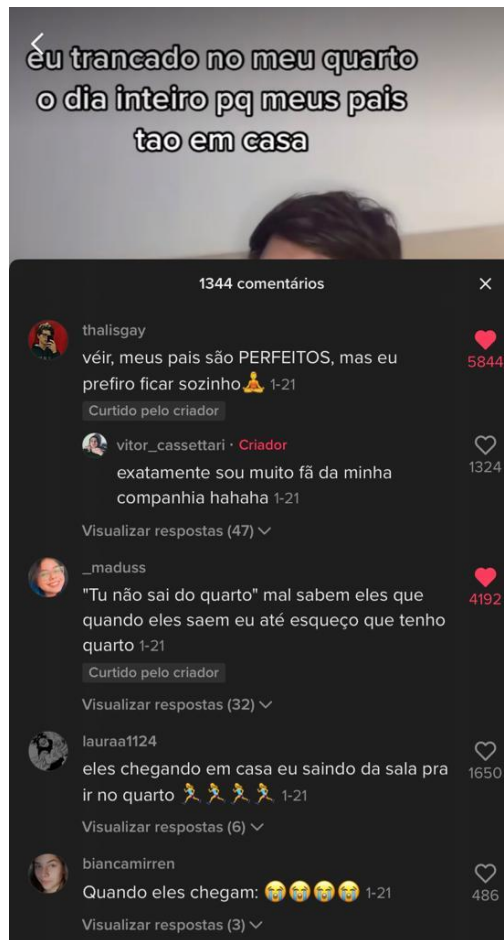 eu trancado no meu quarto
o dia inteiro pq meus pais
tao em casa
1344 comentários
thalisgay
véir, meus pais são PERFEITOS, mas eu
prefiro ficar sozinho🧘 1-21
5844
Curtido pelo criador
vitor_cassettari · Criador
exatamente sou muito fã da minha
companhia hahaha 1-21
1324
Visualizar respostas (47)
_maduss
"Tu não sai do quarto" mal sabem eles que
quando eles saem eu até esqueço que tenho
quarto 1-21
4192
Curtido pelo criador
Visualizar respostas (32)
lauraa1124
eles chegando em casa eu saindo da sala pra
ir no quarto 🏃‍♀️🏃‍♀️🏃‍♀️🏃‍♀️ 1-21
1650
Visualizar respostas (6)
biancamirren
Quando eles chegam: 😭😭😭😭 1-21
486
Visualizar respostas (3)